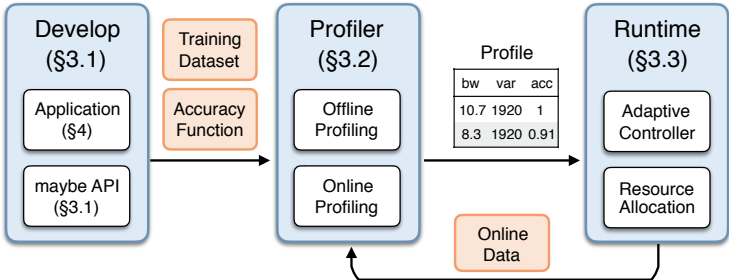 Develop
(§3.1)
Application
(§4)
maybe API
(§3.1)
Training
Dataset
Accuracy
Function
Profiler
(§3.2)
Offline
Profiling
Online
Profiling
Profile
bw var acc
10.7 1920 1
8.3 1920 0.91
Runtime
(§3.3)
Adaptive
Controller
Resource
Allocation
Online
Data